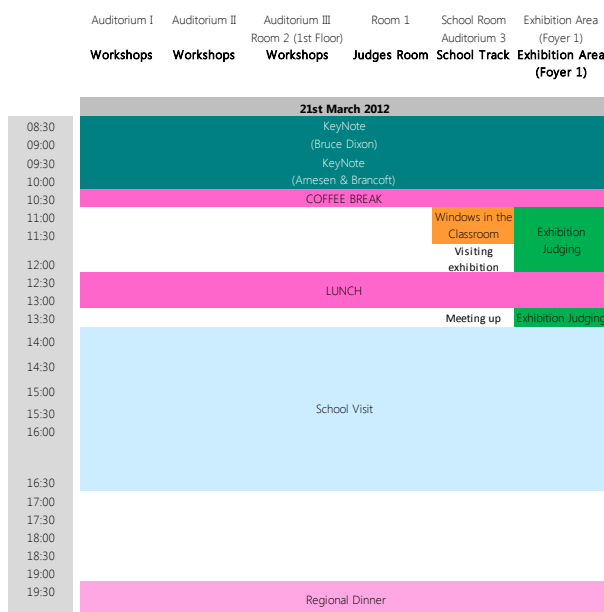 Auditorium I Auditorium II Auditorium III Room 1 School Room Exhibition Area
Room 2 (1st Floor) Auditorium 3 (Foyer 1)
Workshops Workshops Workshops Judges Room School Track Exhibition Area
(Foyer 1)
21st March 2012
08:30 KeyNote
09:00 (Bruce Dixon)
09:30 KeyNote
10:00 (Arnesen & Brancoft)
10:30 COFFEE BREAK
11:00 Windows in the
11:30 Classroom Exhibition
Visiting Judging
12:00 exhibition
12:30
LUNCH
13:00
13:30 Meeting up Exhibition Judging
14:00
14:30
15:00
15:30 School Visit
16:00
16:30
17:00
17:30
18:00
18:30
19:00
19:30 Regional Dinner